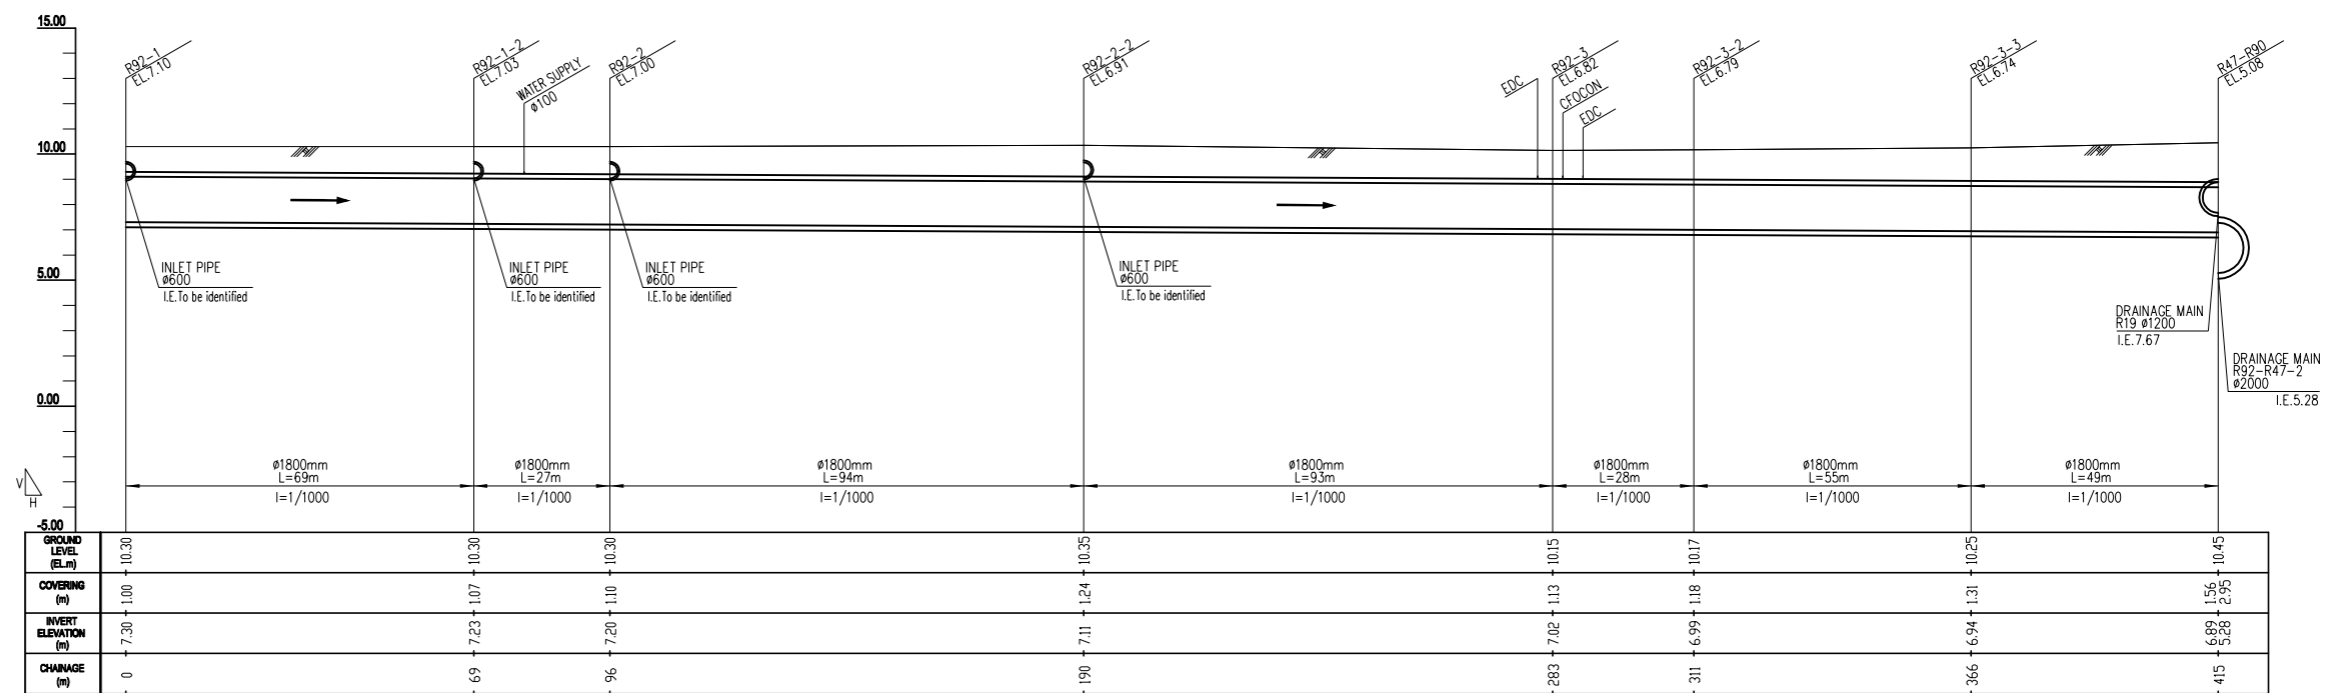 15.00
10.00
5.00
0.00
-5.00
V
H
R92-1
EL.7.10
R92-1-2
EL.7.03
WATER SUPPLY
ø100
R92-2
EL.7.00
R92-2-2
EL.6.91
EDC
R92-3
EL.6.82
CFOCON
EDC
R92-3-2
EL.6.79
R92-3-3
EL.6.74
R47-R90
EL.5.08
INLET PIPE
ø600
I.E.To be identified
INLET PIPE
ø600
I.E.To be identified
INLET PIPE
ø600
I.E.To be identified
INLET PIPE
ø600
I.E.To be identified
DRAINAGE MAIN
R19 ø1200
I.E.7.67
DRAINAGE MAIN
R92-R47-2
ø2000
I.E.5.28
ø1800mm
L=69m
I=1/1000
ø1800mm
L=27m
I=1/1000
ø1800mm
L=94m
I=1/1000
ø1800mm
L=93m
I=1/1000
ø1800mm
L=28m
I=1/1000
ø1800mm
L=55m
I=1/1000
ø1800mm
L=49m
I=1/1000
GROUND
LEVEL
(EL.m)
10.30 10.30 10.30 10.35 10.15 10.17 10.25 10.45
COVERING
(m)
1.00 1.07 1.10 1.24 1.13 1.18 1.31 1.56
2.95
INVERT
ELEVATION
(m)
7.30 7.23 7.20 7.11 7.02 6.99 6.94 6.89
5.28
CHAINAGE
(m)
0 69 96 190 283 311 366 415